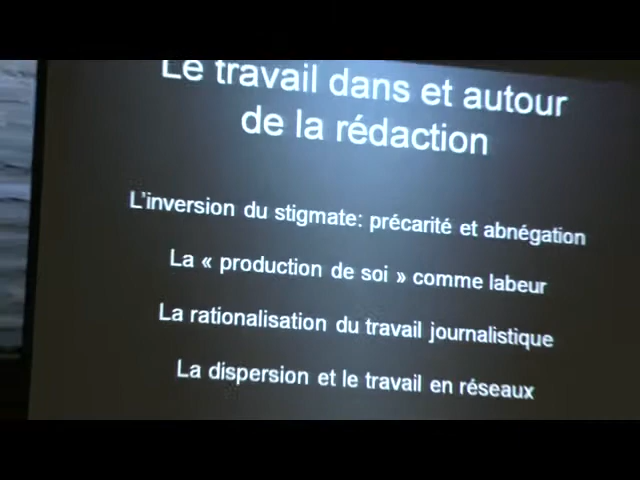 Le travail dans et autour
de la rédaction
L'inversion du stigmate: précarité et abnégation
La « production de soi » comme labeur
La rationalisation du travail journalistique
La dispersion et le travail en réseaux